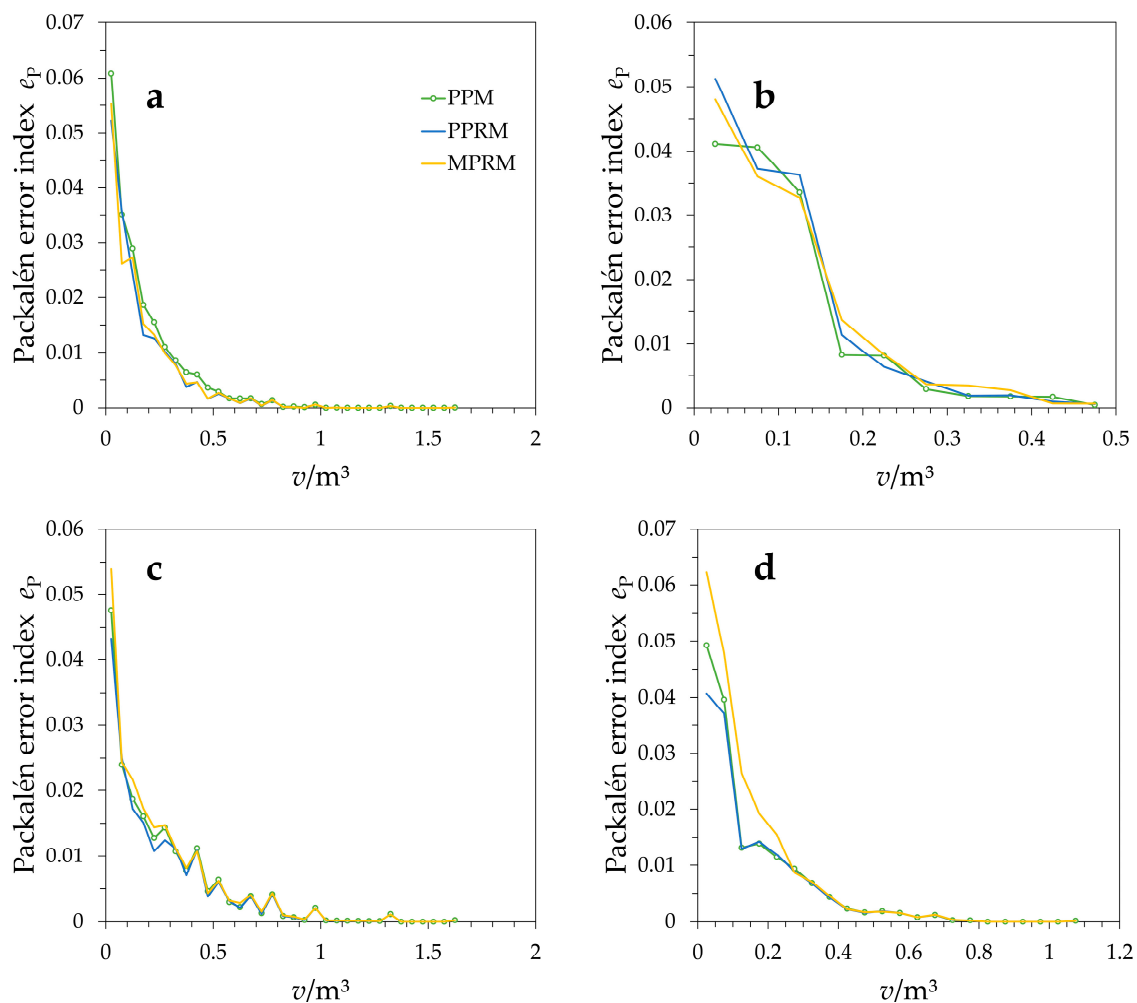 0.07
0.06
0.05
0.04
0.03
0.02
0.01
0
Packalén error index eP
a
PPM
PPRM
MPRM
0 0.5 1 1.5 2
v/m³
0.06
0.05
0.04
0.03
0.02
0.01
0
Packalén error index eP
b
0 0.1 0.2 0.3 0.4 0.5
v/m³
0.06
0.05
0.04
0.03
0.02
0.01
0
Packalén error index eP
c
0 0.5 1 1.5 2
v/m³
0.07
0.06
0.05
0.04
0.03
0.02
0.01
0
Packalén error index eP
d
0 0.2 0.4 0.6 0.8 1 1.2
v/m³